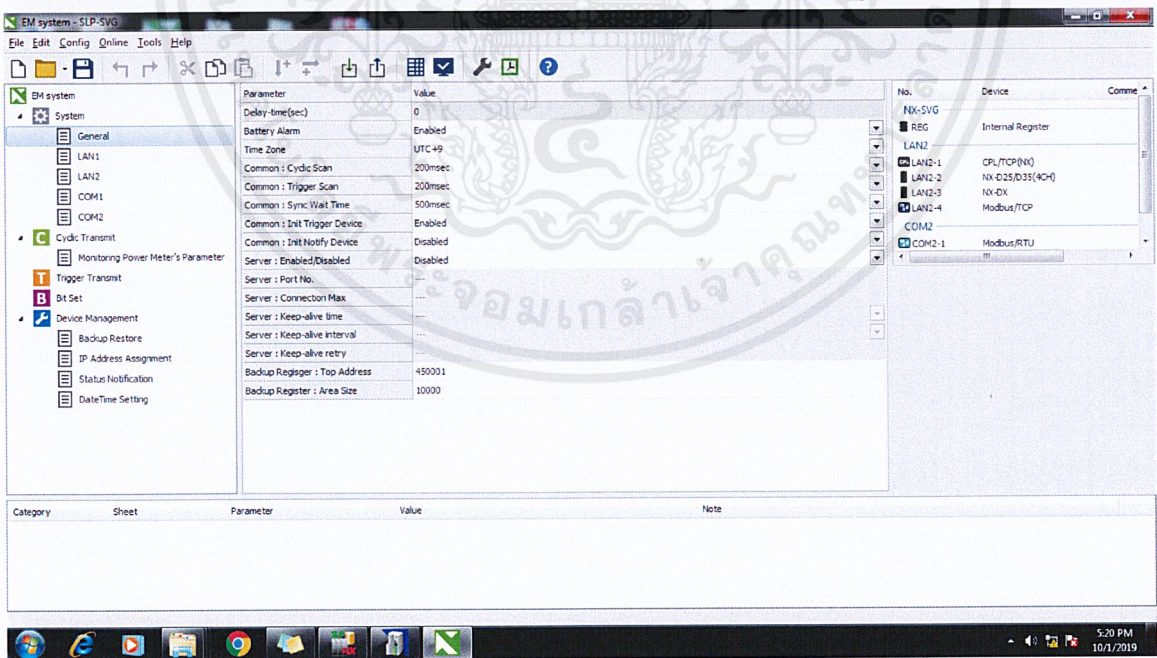 EM system - SLP-SVG
File Edit Config Online Tools Help
EM system
System
General
LAN1
LAN2
COM1
COM2
Cyclic Transmit
Monitoring Power Meter's Parameter
Trigger Transmit
Bit Set
Device Management
Backup Restore
IP Address Assignment
Status Notification
DateTime Setting
Parameter Value
Delay-time(sec) 0
Battery Alarm Enabled
Time Zone UTC+9
Common : Cyclic Scan 200msec
Common : Trigger Scan 200msec
Common : Sync Wait Time 500msec
Common : Init Trigger Device Enabled
Common : Init Notify Device Disabled
Server : Enabled/Disabled Disabled
Server : Port No. ---
Server : Connection Max ---
Server : Keep-alive time ---
Server : Keep-alive interval ---
Server : Keep-alive retry ---
Backup Regisger : Top Address 450001
Backup Register : Area Size 10000
No. Device Comme
NX-SVG
REG Internal Register
LAN2
LAN2-1 CPL/TCP(NX)
LAN2-2 NX-D25/D35(4CH)
LAN2-3 NX-DX
LAN2-4 Modbus/TCP
COM2
COM2-1 Modbus/RTU
Category Sheet Parameter Value Note
5:20 PM
10/1/2019